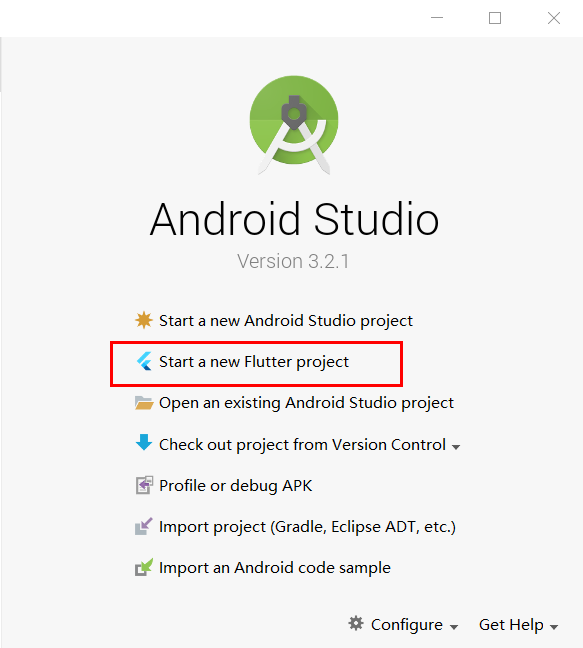 Android Studio
Version 3.2.1
Start a new Android Studio project
Start a new Flutter project
Open an existing Android Studio project
Check out project from Version Control
Profile or debug APK
Import project (Gradle, Eclipse ADT, etc.)
Import an Android code sample
Configure Get Help